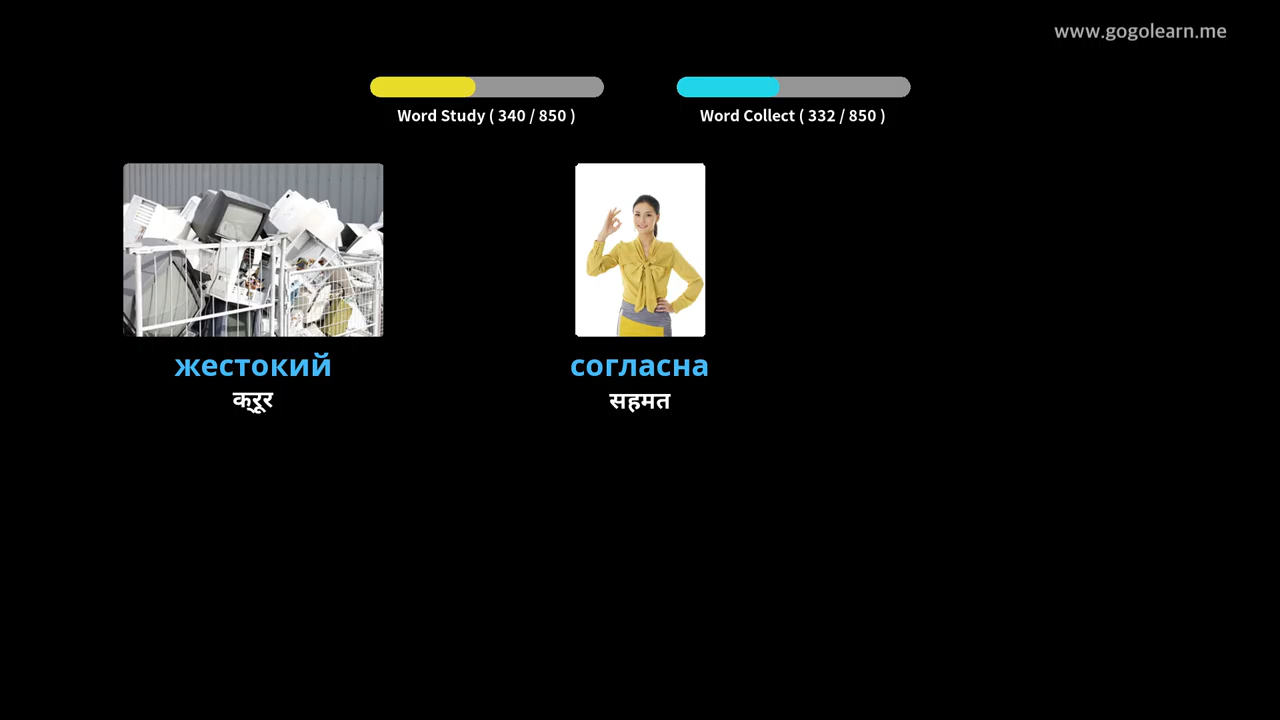 www.gogolearn.me
Word Study ( 340 / 850 )
Word Collect ( 332 / 850 )
жестокий
क्रूर
согласна
सहमत